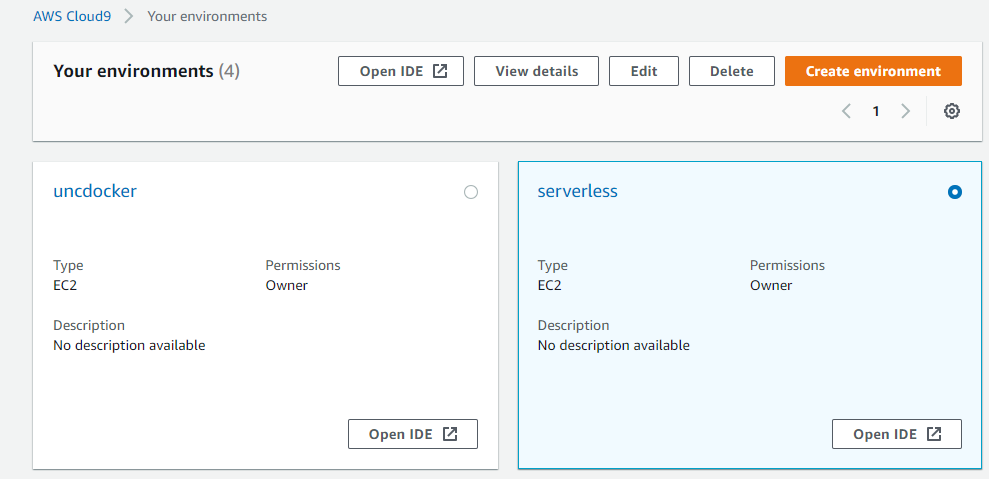 AWS Cloud9 > Your environments
Your environments (4) Open IDE View details Edit Delete Create environment
< 1 >
uncdocker
Type Permissions
EC2 Owner
Description
No description available
Open IDE
serverless
Type Permissions
EC2 Owner
Description
No description available
Open IDE